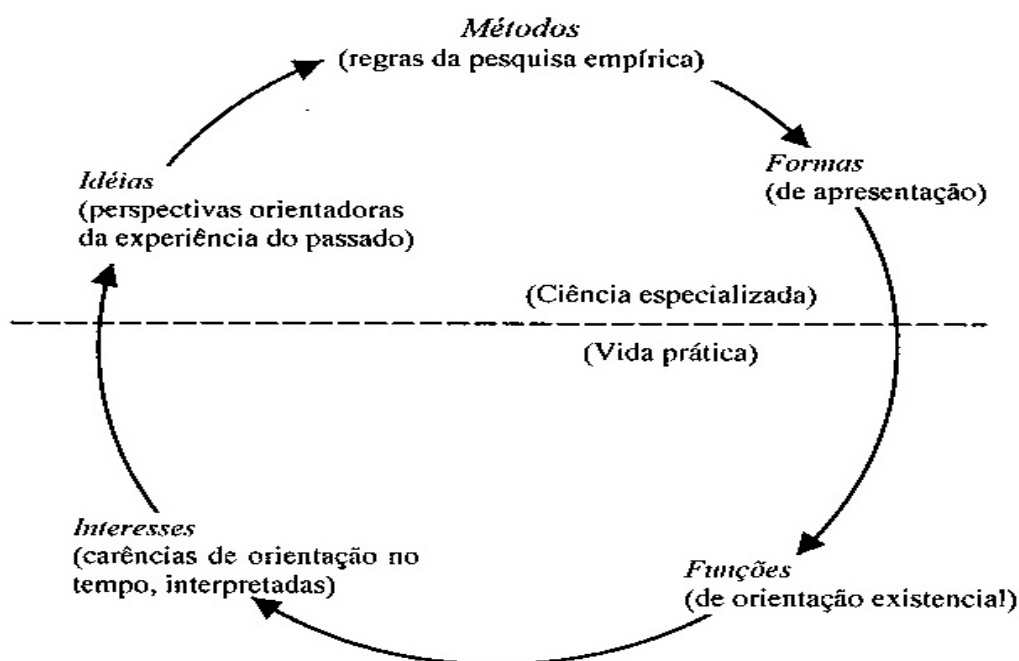 Métodos
(regras da pesquisa empírica)
Formas
(de apresentação)
Idéias
(perspectivas orientadoras
da experiência do passado)
(Ciência especializada)
(Vida prática)
Interesses
(carências de orientação no
tempo, interpretadas)
Funções
(de orientação existencial)